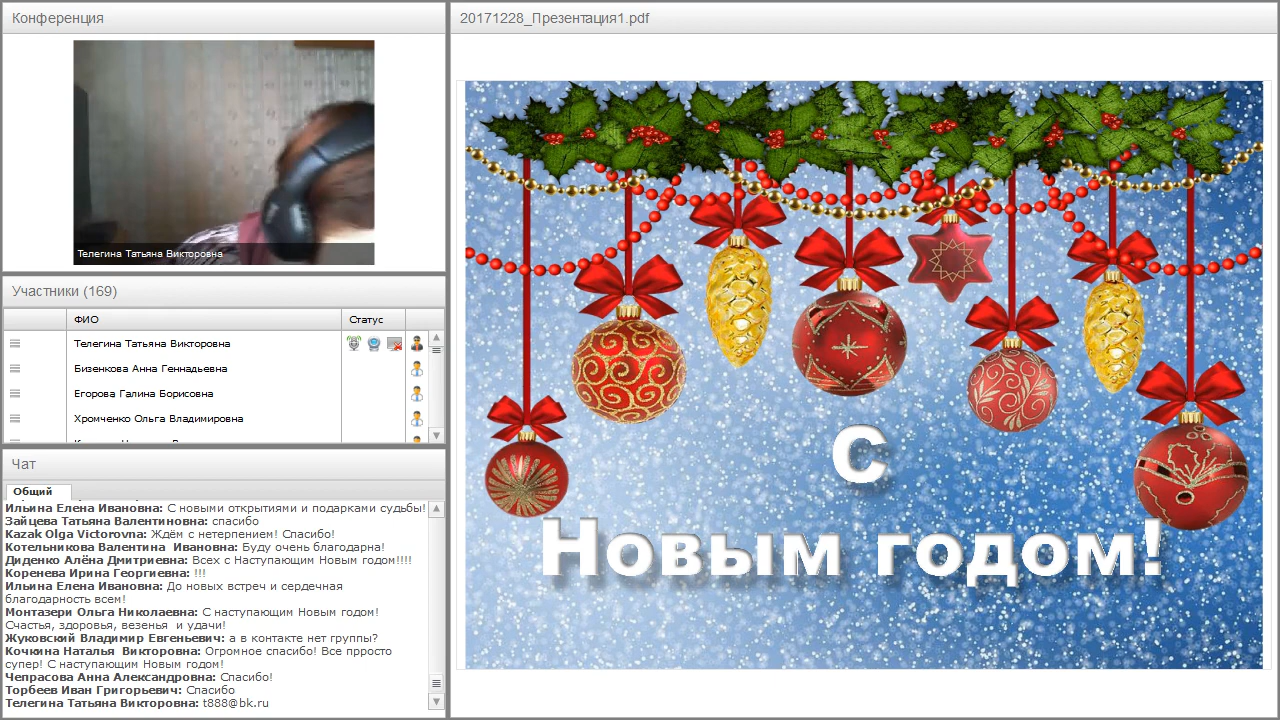 Конференция
Телегина Татьяна Викторовна
Участники (169)
ФИО
Статус
Телегина Татьяна Викторовна
Бизенкова Анна Геннадьевна
Егорова Галина Борисовна
Хромченко Ольга Владимировна
Чат
Общий
Ильина Елена Ивановна: С новыми открытиями и подарками судьбы!
Зайцева Татьяна Валентиновна: спасибо
Kazak Olga Victorovna: Ждём с нетерпением! Спасибо!
Котельникова Валентина Ивановна: Буду очень благодарна!
Диденко Алёна Дмитриевна: Всех с Наступающим Новым годом!!!!
Коренева Ирина Георгиевна: !!!
Ильина Елена Ивановна: До новых встреч и сердечная
благодарность всем!
Монтазери Ольга Николаевна: С наступающим Новым годом!
Счастья, здоровья, везенья и удачи!
Жуковский Владимир Евгеньевич: а в контакте нет группы?
Кочкина Наталья Викторовна: Огромное спасибо! Все прросто
супер! С наступающим Новым годом!
Чепрасова Анна Александровна: Спасибо!
Торбеев Иван Григорьевич: Спасибо
Телегина Татьяна Викторовна: t888@bk.ru
20171228_Презентация1.pdf
С
Новым годом!